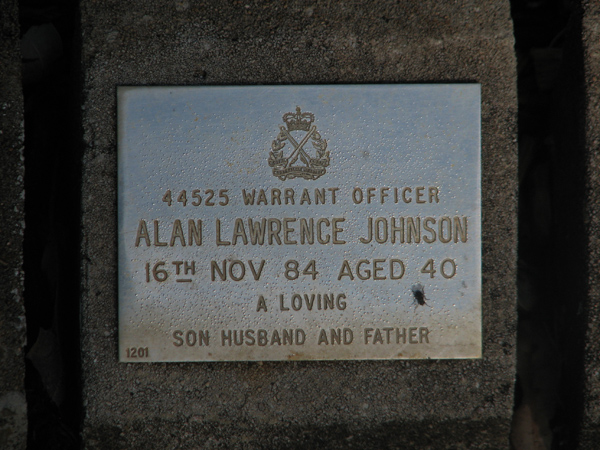 44525 WARRANT OFFICER
ALAN LAWRENCE JOHNSON
16TH NOV 84 AGED 40
A LOVING
SON HUSBAND AND FATHER
1201